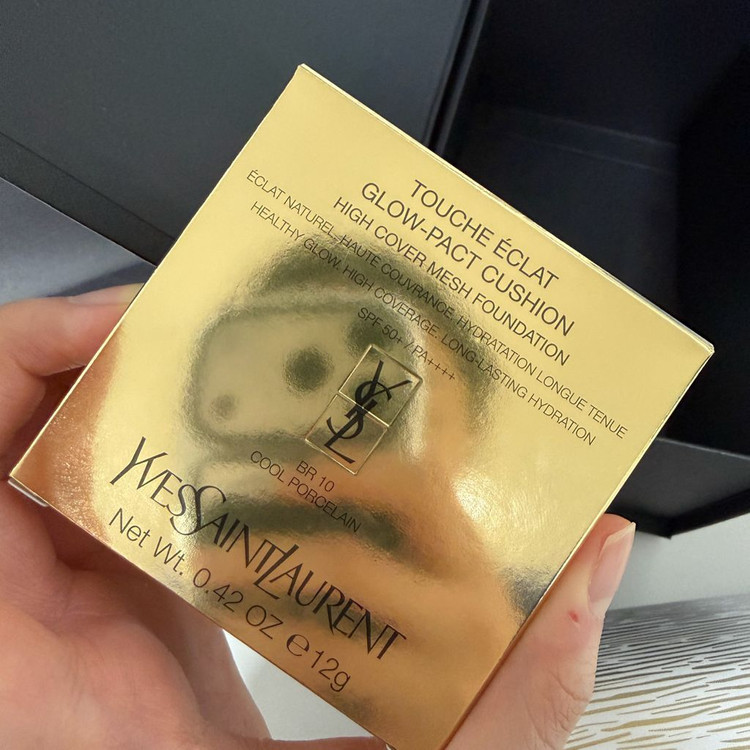 TOUCHE ÉCLAT
GLOW-PACT CUSHION
HIGH COVER MESH FOUNDATION
ÉCLAT NATUREL, HAUTE COUVRANCE, HYDRATATION LONGUE TENUE
HEALTHY GLOW, HIGH COVERAGE, LONG-LASTING HYDRATION
SPF 50+ / PA++++
YSL
BR 10
COOL PORCELAIN
YVESSAINTLAURENT
Net Wt. 0.42 OZ ℮ 12g